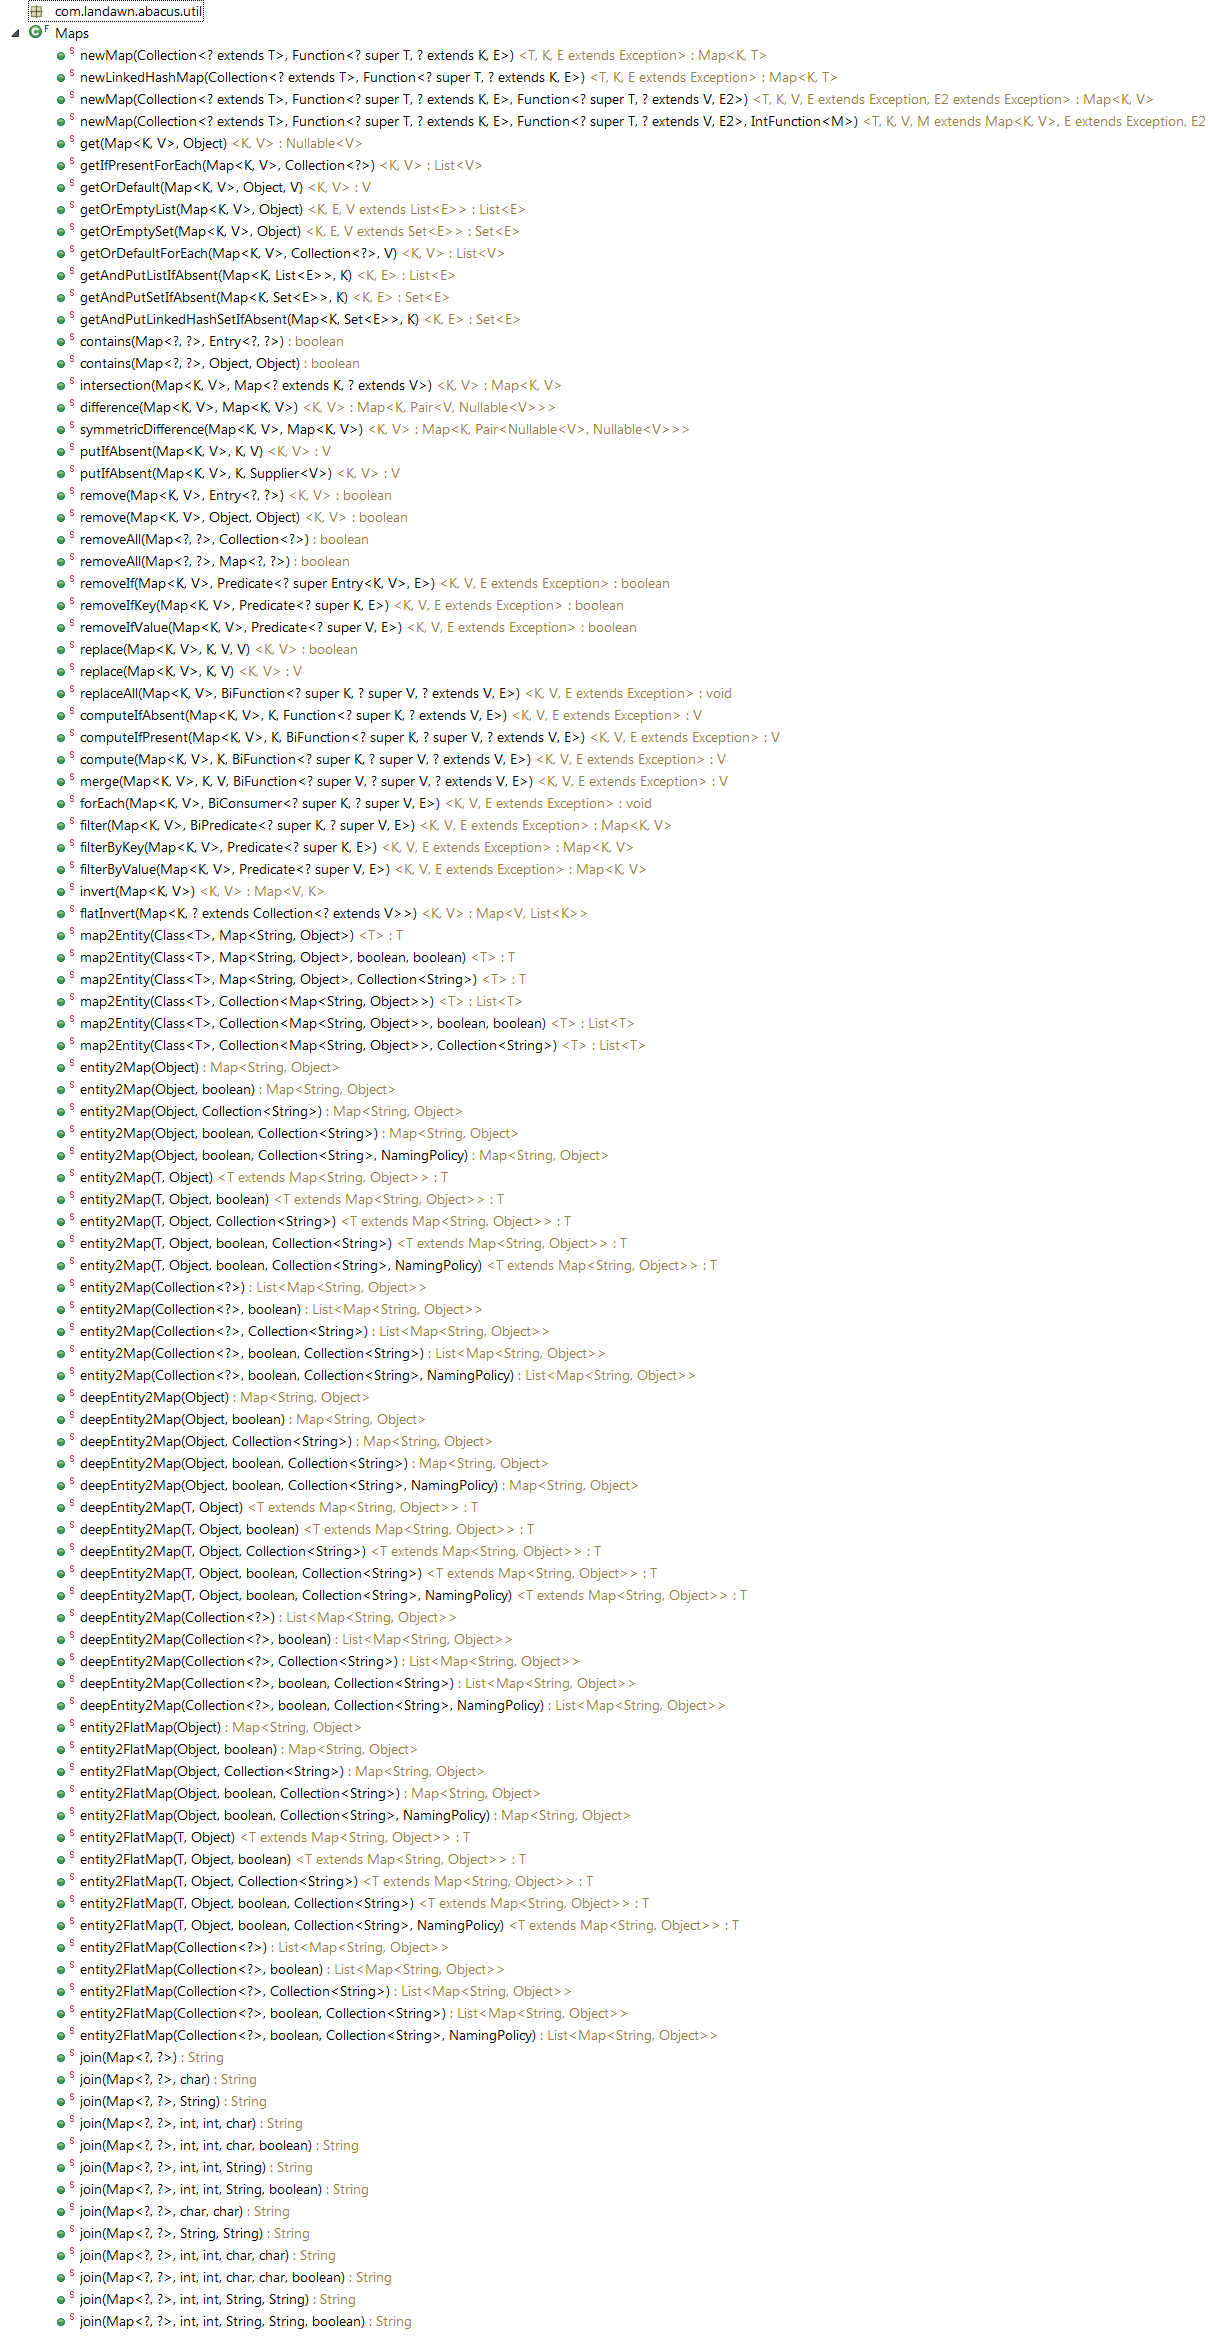 com.landawn.abacus.util
F Maps
S newMap(Collection<? extends T>, Function<? super T, ? extends K, E>) <T, K, E extends Exception> : Map<K, T>
S newLinkedHashMap(Collection<? extends T>, Function<? super T, ? extends K, E>) <T, K, E extends Exception> : Map<K, T>
S newMap(Collection<? extends T>, Function<? super T, ? extends K, E>, Function<? super T, ? extends V, E2>) <T, K, V, E extends Exception, E2 extends Exception> : Map<K, V>
S newMap(Collection<? extends T>, Function<? super T, ? extends K, E>, Function<? super T, ? extends V, E2>, IntFunction<M>) <T, K, V, M extends Map<K, V>, E extends Exception, E2
S get(Map<K, V>, Object) <K, V> : Nullable<V>
S getIfPresentForEach(Map<K, V>, Collection<?>) <K, V> : List<V>
S getOrDefault(Map<K, V>, Object, V) <K, V> : V
S getOrEmptyList(Map<K, V>, Object) <K, E, V extends List<E>> : List<E>
S getOrEmptySet(Map<K, V>, Object) <K, E, V extends Set<E>> : Set<E>
S getOrDefaultForEach(Map<K, V>, Collection<?>, V) <K, V> : List<V>
S getAndPutListIfAbsent(Map<K, List<E>>, K) <K, E> : List<E>
S getAndPutSetIfAbsent(Map<K, Set<E>>, K) <K, E> : Set<E>
S getAndPutLinkedHashSetIfAbsent(Map<K, Set<E>>, K) <K, E> : Set<E>
S contains(Map<?, ?>, Entry<?, ?>) : boolean
S contains(Map<?, ?>, Object, Object) : boolean
S intersection(Map<K, V>, Map<? extends K, ? extends V>) <K, V> : Map<K, V>
S difference(Map<K, V>, Map<K, V>) <K, V> : Map<K, Pair<V, Nullable<V>>>
S symmetricDifference(Map<K, V>, Map<K, V>) <K, V> : Map<K, Pair<Nullable<V>, Nullable<V>>>
S putIfAbsent(Map<K, V>, K, V) <K, V> : V
S putIfAbsent(Map<K, V>, K, Supplier<V>) <K, V> : V
S remove(Map<K, V>, Entry<?, ?>) <K, V> : boolean
S remove(Map<K, V>, Object, Object) <K, V> : boolean
S removeAll(Map<?, ?>, Collection<?>) : boolean
S removeAll(Map<?, ?>, Map<?, ?>) : boolean
S removeIf(Map<K, V>, Predicate<? super Entry<K, V>, E>) <K, V, E extends Exception> : boolean
S removeIfKey(Map<K, V>, Predicate<? super K, E>) <K, V, E extends Exception> : boolean
S removeIfValue(Map<K, V>, Predicate<? super V, E>) <K, V, E extends Exception> : boolean
S replace(Map<K, V>, K, V, V) <K, V> : boolean
S replace(Map<K, V>, K, V) <K, V> : V
S replaceAll(Map<K, V>, BiFunction<? super K, ? super V, ? extends V, E>) <K, V, E extends Exception> : void
S computeIfAbsent(Map<K, V>, K, Function<? super K, ? extends V, E>) <K, V, E extends Exception> : V
S computeIfPresent(Map<K, V>, K, BiFunction<? super K, ? super V, ? extends V, E>) <K, V, E extends Exception> : V
S compute(Map<K, V>, K, BiFunction<? super K, ? super V, ? extends V, E>) <K, V, E extends Exception> : V
S merge(Map<K, V>, K, V, BiFunction<? super V, ? super V, ? extends V, E>) <K, V, E extends Exception> : V
S forEach(Map<K, V>, BiConsumer<? super K, ? super V, E>) <K, V, E extends Exception> : void
S filter(Map<K, V>, BiPredicate<? super K, ? super V, E>) <K, V, E extends Exception> : Map<K, V>
S filterByKey(Map<K, V>, Predicate<? super K, E>) <K, V, E extends Exception> : Map<K, V>
S filterByValue(Map<K, V>, Predicate<? super V, E>) <K, V, E extends Exception> : Map<K, V>
S invert(Map<K, V>) <K, V> : Map<V, K>
S flatInvert(Map<K, ? extends Collection<? extends V>>) <K, V> : Map<V, List<K>>
S map2Entity(Class<T>, Map<String, Object>) <T> : T
S map2Entity(Class<T>, Map<String, Object>, boolean, boolean) <T> : T
S map2Entity(Class<T>, Map<String, Object>, Collection<String>) <T> : T
S map2Entity(Class<T>, Collection<Map<String, Object>>) <T> : List<T>
S map2Entity(Class<T>, Collection<Map<String, Object>>, boolean, boolean) <T> : List<T>
S map2Entity(Class<T>, Collection<Map<String, Object>>, Collection<String>) <T> : List<T>
S entity2Map(Object) : Map<String, Object>
S entity2Map(Object, boolean) : Map<String, Object>
S entity2Map(Object, Collection<String>) : Map<String, Object>
S entity2Map(Object, boolean, Collection<String>) : Map<String, Object>
S entity2Map(Object, boolean, Collection<String>, NamingPolicy) : Map<String, Object>
S entity2Map(T, Object) <T extends Map<String, Object>> : T
S entity2Map(T, Object, boolean) <T extends Map<String, Object>> : T
S entity2Map(T, Object, Collection<String>) <T extends Map<String, Object>> : T
S entity2Map(T, Object, boolean, Collection<String>) <T extends Map<String, Object>> : T
S entity2Map(T, Object, boolean, Collection<String>, NamingPolicy) <T extends Map<String, Object>> : T
S entity2Map(Collection<?>) : List<Map<String, Object>>
S entity2Map(Collection<?>, boolean) : List<Map<String, Object>>
S entity2Map(Collection<?>, Collection<String>) : List<Map<String, Object>>
S entity2Map(Collection<?>, boolean, Collection<String>) : List<Map<String, Object>>
S entity2Map(Collection<?>, boolean, Collection<String>, NamingPolicy) : List<Map<String, Object>>
S deepEntity2Map(Object) : Map<String, Object>
S deepEntity2Map(Object, boolean) : Map<String, Object>
S deepEntity2Map(Object, Collection<String>) : Map<String, Object>
S deepEntity2Map(Object, boolean, Collection<String>) : Map<String, Object>
S deepEntity2Map(Object, boolean, Collection<String>, NamingPolicy) : Map<String, Object>
S deepEntity2Map(T, Object) <T extends Map<String, Object>> : T
S deepEntity2Map(T, Object, boolean) <T extends Map<String, Object>> : T
S deepEntity2Map(T, Object, Collection<String>) <T extends Map<String, Object>> : T
S deepEntity2Map(T, Object, boolean, Collection<String>) <T extends Map<String, Object>> : T
S deepEntity2Map(T, Object, boolean, Collection<String>, NamingPolicy) <T extends Map<String, Object>> : T
S deepEntity2Map(Collection<?>) : List<Map<String, Object>>
S deepEntity2Map(Collection<?>, boolean) : List<Map<String, Object>>
S deepEntity2Map(Collection<?>, Collection<String>) : List<Map<String, Object>>
S deepEntity2Map(Collection<?>, boolean, Collection<String>) : List<Map<String, Object>>
S deepEntity2Map(Collection<?>, boolean, Collection<String>, NamingPolicy) : List<Map<String, Object>>
S entity2FlatMap(Object) : Map<String, Object>
S entity2FlatMap(Object, boolean) : Map<String, Object>
S entity2FlatMap(Object, Collection<String>) : Map<String, Object>
S entity2FlatMap(Object, boolean, Collection<String>) : Map<String, Object>
S entity2FlatMap(Object, boolean, Collection<String>, NamingPolicy) : Map<String, Object>
S entity2FlatMap(T, Object) <T extends Map<String, Object>> : T
S entity2FlatMap(T, Object, boolean) <T extends Map<String, Object>> : T
S entity2FlatMap(T, Object, Collection<String>) <T extends Map<String, Object>> : T
S entity2FlatMap(T, Object, boolean, Collection<String>) <T extends Map<String, Object>> : T
S entity2FlatMap(T, Object, boolean, Collection<String>, NamingPolicy) <T extends Map<String, Object>> : T
S entity2FlatMap(Collection<?>) : List<Map<String, Object>>
S entity2FlatMap(Collection<?>, boolean) : List<Map<String, Object>>
S entity2FlatMap(Collection<?>, Collection<String>) : List<Map<String, Object>>
S entity2FlatMap(Collection<?>, boolean, Collection<String>) : List<Map<String, Object>>
S entity2FlatMap(Collection<?>, boolean, Collection<String>, NamingPolicy) : List<Map<String, Object>>
S join(Map<?, ?>) : String
S join(Map<?, ?>, char) : String
S join(Map<?, ?>, String) : String
S join(Map<?, ?>, int, int, char) : String
S join(Map<?, ?>, int, int, char, boolean) : String
S join(Map<?, ?>, int, int, String) : String
S join(Map<?, ?>, int, int, String, boolean) : String
S join(Map<?, ?>, char, char) : String
S join(Map<?, ?>, String, String) : String
S join(Map<?, ?>, int, int, char, char) : String
S join(Map<?, ?>, int, int, char, char, boolean) : String
S join(Map<?, ?>, int, int, String, String) : String
S join(Map<?, ?>, int, int, String, String, boolean) : String